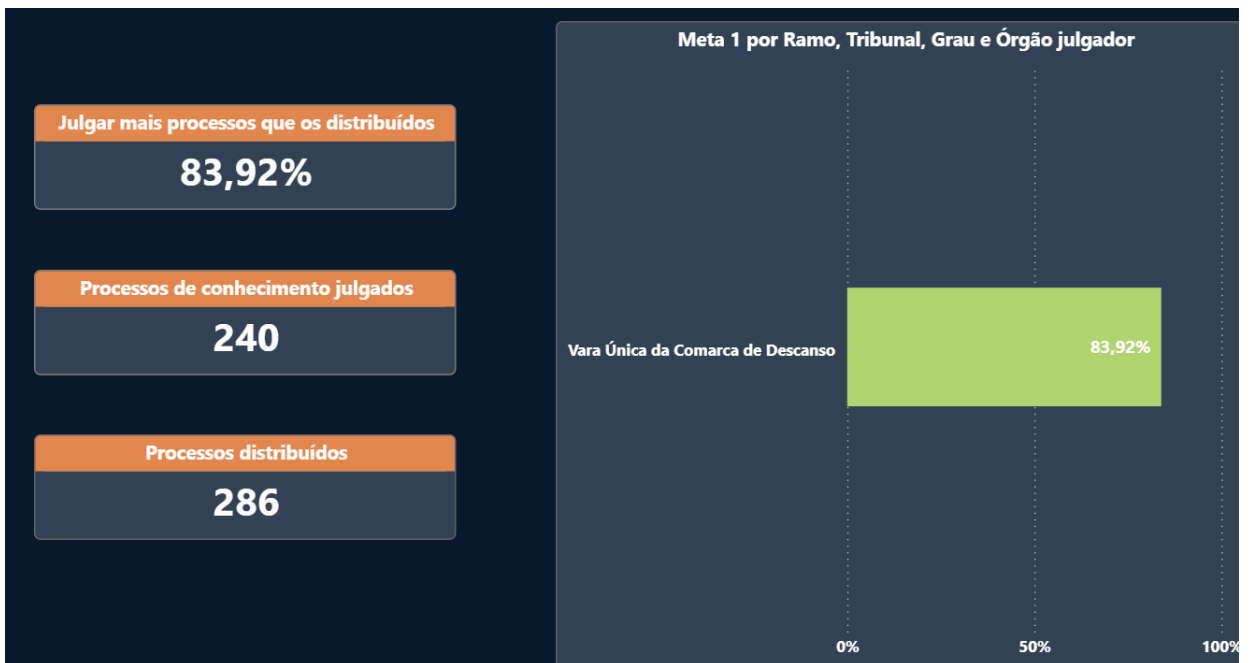 Julgar mais processos que os distribuídos
83,92%
Processos de conhecimento julgados
240
Processos distribuídos
286
Meta 1 por Ramo, Tribunal, Grau e Órgão julgador
Vara Única da Comarca de Descanso
83,92%
0%
50%
100%